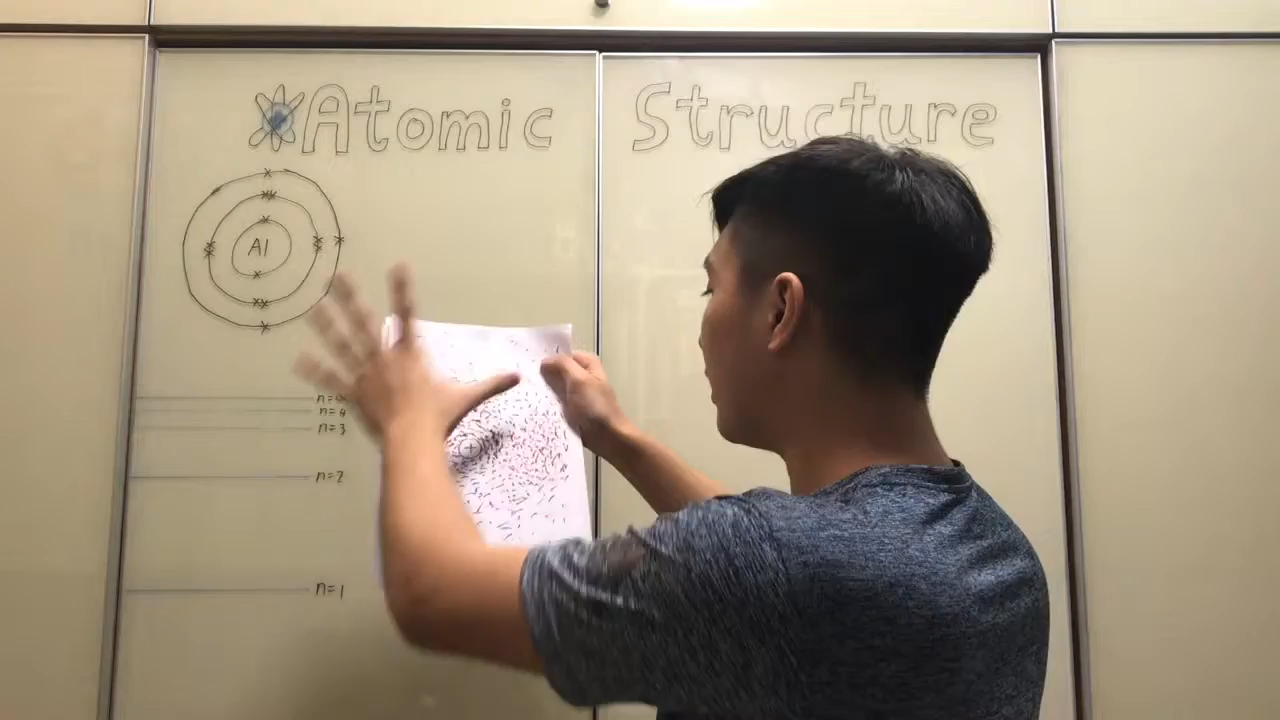 Atomic Structure
Al
n=4
n=3
n=2
n=1
+